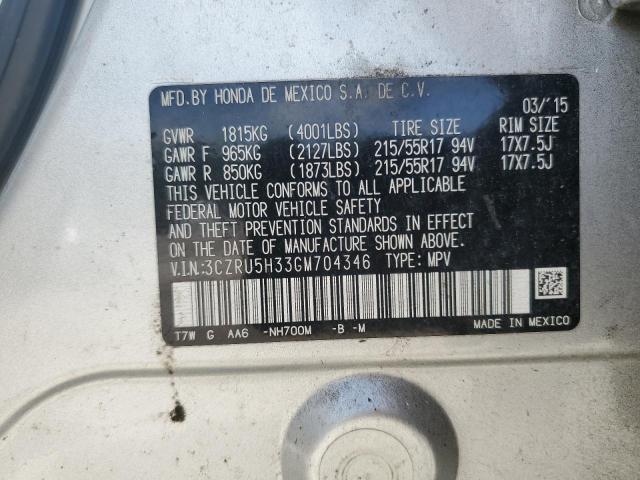 MFD. BY HONDA DE MEXICO S.A. DE C.V. 03/'15
GVWR 1815KG (4001LBS) TIRE SIZE RIM SIZE
GAWR F 965KG (2127LBS) 215/55R17 94V 17X7.5J
GAWR R 850KG (1873LBS) 215/55R17 94V 17X7.5J
THIS VEHICLE CONFORMS TO ALL APPLICABLE
FEDERAL MOTOR VEHICLE SAFETY
AND THEFT PREVENTION STANDARDS IN EFFECT
ON THE DATE OF MANUFACTURE SHOWN ABOVE.
V.I.N:3CZRU5H33GM704346 TYPE: MPV
T7W G AA6 -NH700M -B -M MADE IN MEXICO